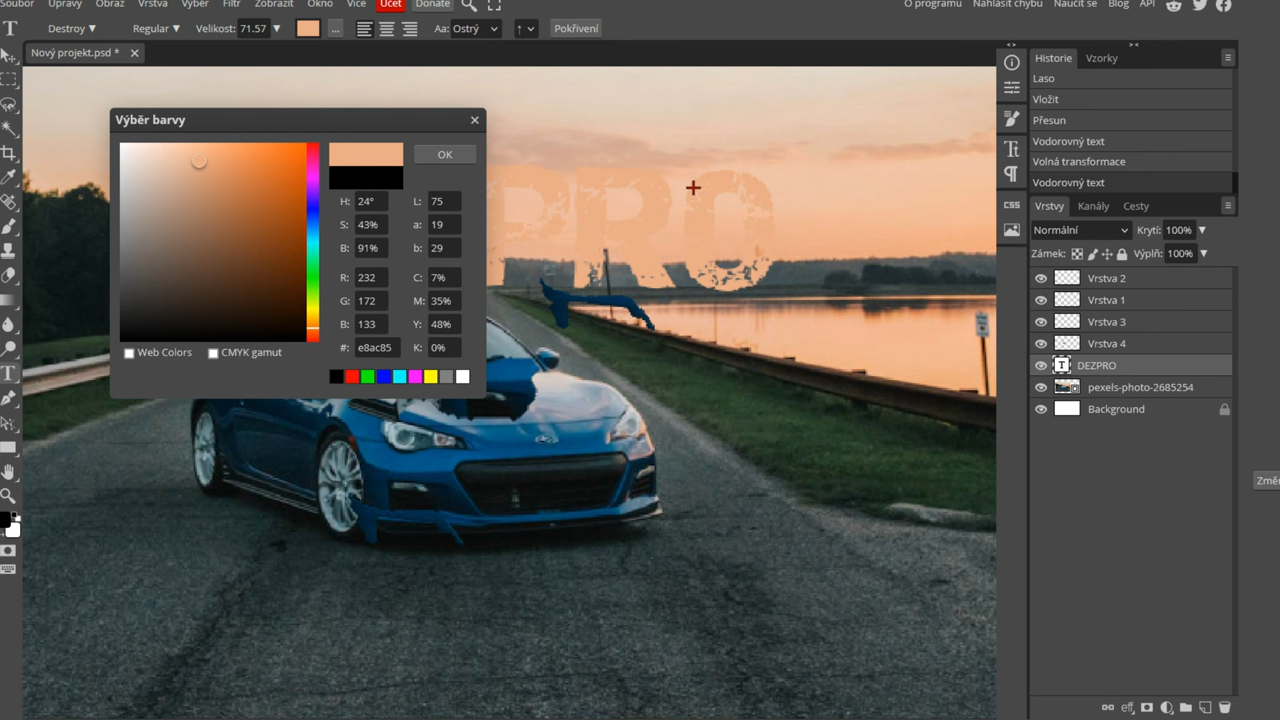 Soubor Úpravy Obraz Vrstva Výběr Filtr Zobrazit Okno Více Účet Donate O programu Nahlásit chybu Naučit se Blog API
Destroy ▼ Regular ▼ Velikost: 71.57 ▼ ... Aa: Ostrý Pokřivení
Nový projekt.psd *
Historie Vzorky
Laso
Vložit
Přesun
Vodorovný text
Volná transformace
Vodorovný text
Výběr barvy
OK
H: 24° L: 75
S: 43% a: 19
B: 91% b: 29
R: 232 C: 7%
G: 172 M: 35%
B: 133 Y: 48%
#: e8ac85 K: 0%
Web Colors CMYK gamut
PRO
CSS
Vrstvy Kanály Cesty
Normální Krytí: 100% ▼
Zámek: Výplň: 100% ▼
Vrstva 2
Vrstva 1
Vrstva 3
Vrstva 4
T DEZPRO
pexels-photo-2685254
Background
eff